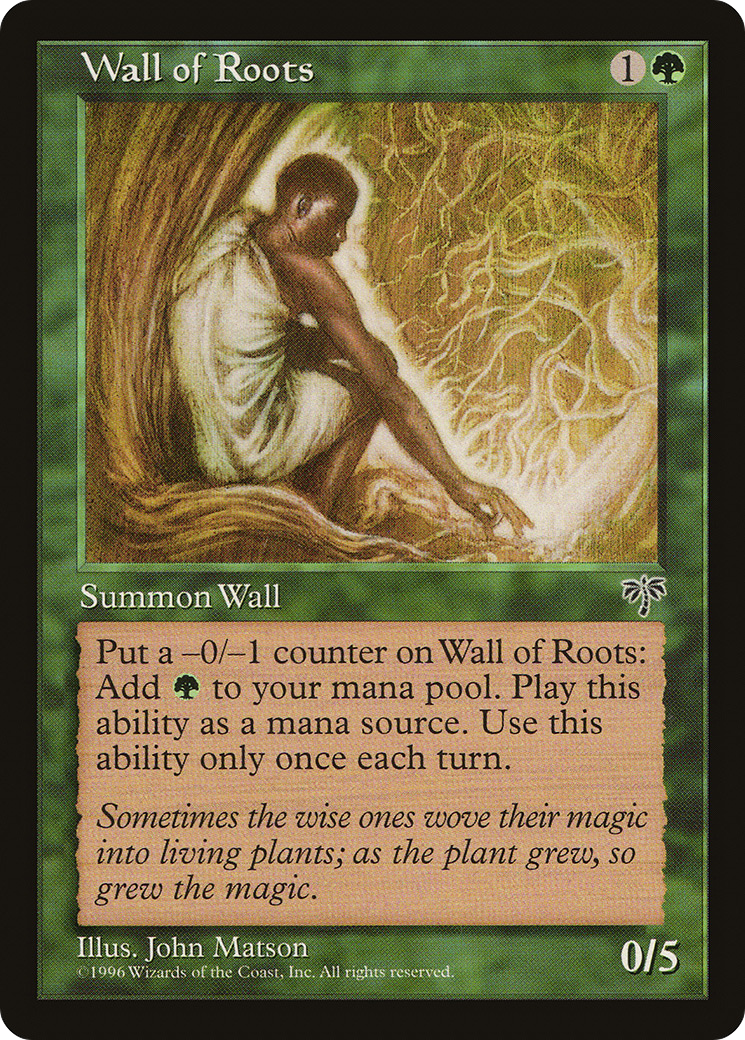 Wall of Roots 1
Summon Wall
Put a –0/–1 counter on Wall of Roots:
Add to your mana pool. Play this
ability as a mana source. Use this
ability only once each turn.
Sometimes the wise ones wove their magic
into living plants; as the plant grew, so
grew the magic.
Illus. John Matson
©1996 Wizards of the Coast, Inc. All rights reserved.
0/5